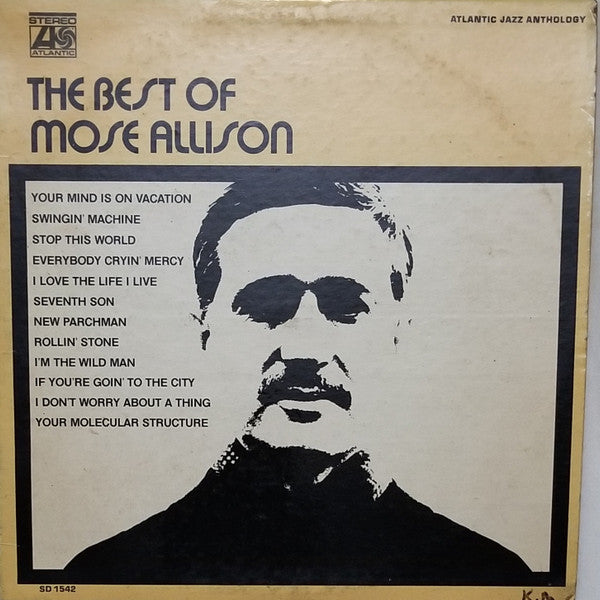 STEREO
ATLANTIC
ATLANTIC JAZZ ANTHOLOGY
THE BEST OF
MOSE ALLISON
YOUR MIND IS ON VACATION
SWINGIN' MACHINE
STOP THIS WORLD
EVERYBODY CRYIN' MERCY
I LOVE THE LIFE I LIVE
SEVENTH SON
NEW PARCHMAN
ROLLIN' STONE
I'M THE WILD MAN
IF YOU'RE GOIN' TO THE CITY
I DON'T WORRY ABOUT A THING
YOUR MOLECULAR STRUCTURE
SD 1542